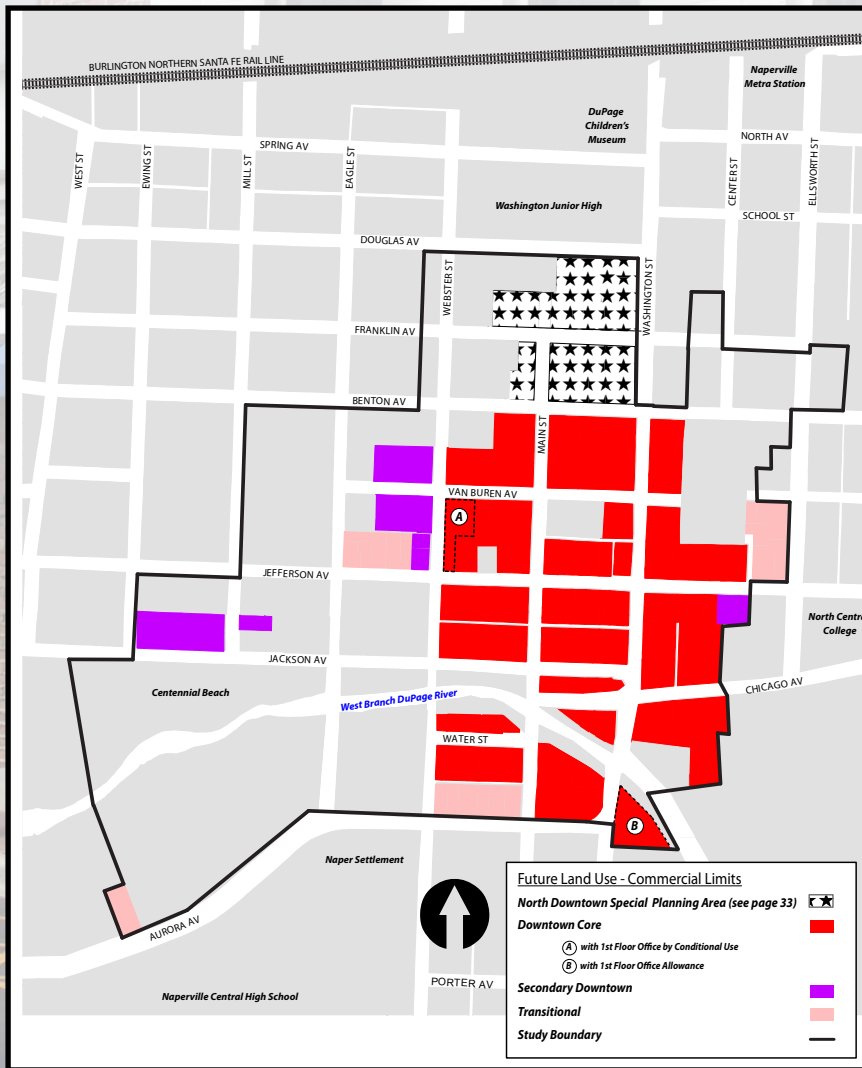 BURLINGTON NORTHERN SANTA FE RAIL LINE
Naperville
Metra Station
DuPage
Children's
Museum
SPRING AV
NORTH AV
WEST ST
EWING ST
MILL ST
EAGLE ST
CENTER ST
ELLSWORTH ST
Washington Junior High
SCHOOL ST
DOUGLAS AV
WEBSTER ST
WASHINGTON ST
FRANKLIN AV
BENTON AV
MAIN ST
VAN BUREN AV
A
JEFFERSON AV
North Centr
College
JACKSON AV
CHICAGO AV
Centennial Beach
West Branch DuPage River
WATER ST
B
Naper Settlement
AURORA AV
PORTER AV
Naperville Central High School
Future Land Use - Commercial Limits
North Downtown Special Planning Area (see page 33)
Downtown Core
A with 1st Floor Office by Conditional Use
B with 1st Floor Office Allowance
Secondary Downtown
Transitional
Study Boundary